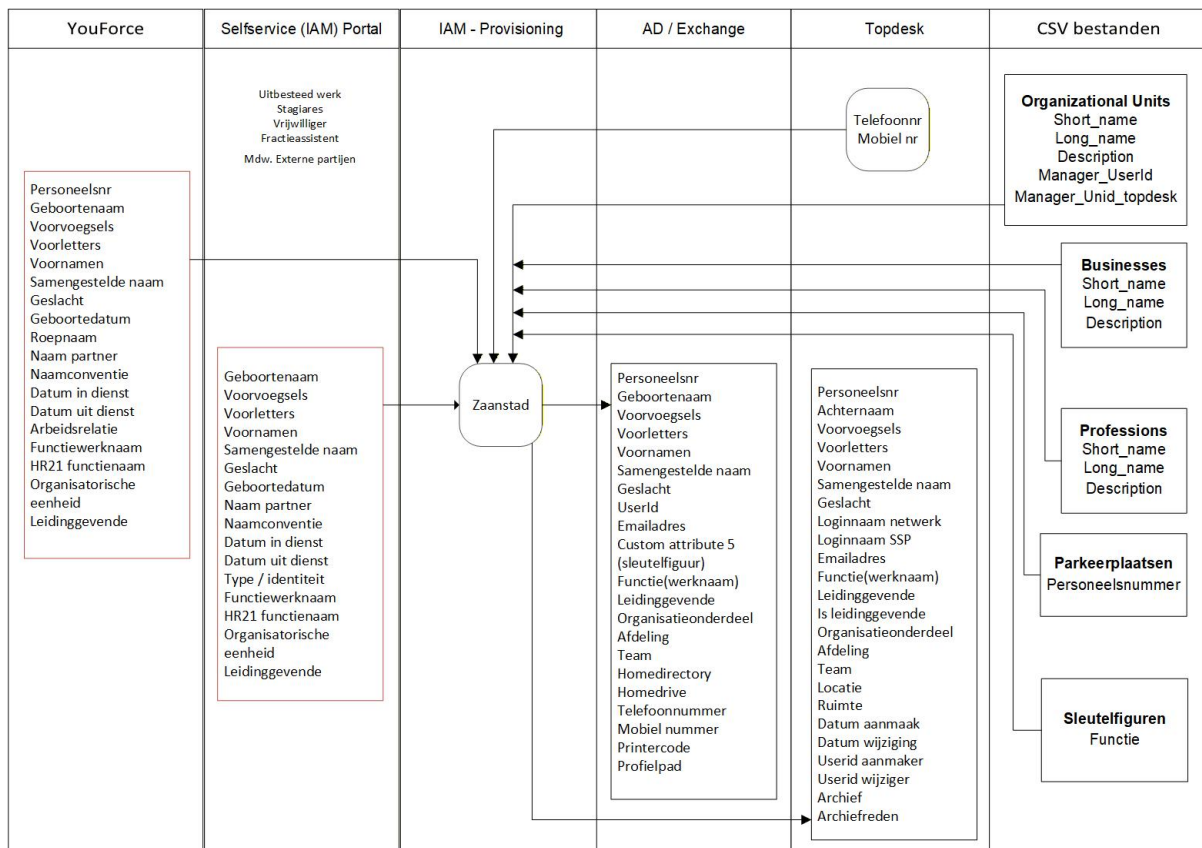 YouForce
Selfservice (IAM) Portal
IAM - Provisioning
AD / Exchange
Topdesk
CSV bestanden
Personeelsnr
Geboortenaam
Voorvoegsels
Voorletters
Voornamen
Samengestelde naam
Geslacht
Geboortedatum
Roepnaam
Naam partner
Naamconventie
Datum in dienst
Datum uit dienst
Arbeidsrelatie
Functiewerknaam
HR21 functienaam
Organisatorische
eenheid
Leidinggevende
Uitbesteed werk
Stagiares
Vrijwilliger
Fractieassistent
Mdw. Externe partijen
Geboortenaam
Voorvoegsels
Voorletters
Voornamen
Samengestelde naam
Geslacht
Geboortedatum
Naam partner
Naamconventie
Datum in dienst
Datum uit dienst
Type / identiteit
Functiewerknaam
HR21 functienaam
Organisatorische
eenheid
Leidinggevende
Zaanstad
Personeelsnr
Geboortenaam
Voorvoegsels
Voorletters
Voornamen
Samengestelde naam
Geslacht
UserId
Emailadres
Custom attribute 5
(sleutelfiguur)
Functie(werknaam)
Leidinggevende
Organisatieonderdeel
Afdeling
Team
Homedirectory
Homedrive
Telefoonnummer
Mobiel nummer
Printercode
Profielpad
Telefoonnr
Mobiel nr
Personeelsnr
Achternaam
Voorvoegsels
Voorletters
Voornamen
Samengestelde naam
Geslacht
Loginnaam netwerk
Loginnaam SSP
Emailadres
Functie(werknaam)
Leidinggevende
Is leidinggevende
Organisatieonderdeel
Afdeling
Team
Locatie
Ruimte
Datum aanmaak
Datum wijziging
Userid aanmaker
Userid wijziger
Archief
Archiefreden
Organizational Units
Short_name
Long_name
Description
Manager_UserId
Manager_Unid_topdesk
Businesses
Short_name
Long_name
Description
Professions
Short_name
Long_name
Description
Parkeerplaatsen
Personeelsnummer
Sleutelfiguren
Functie